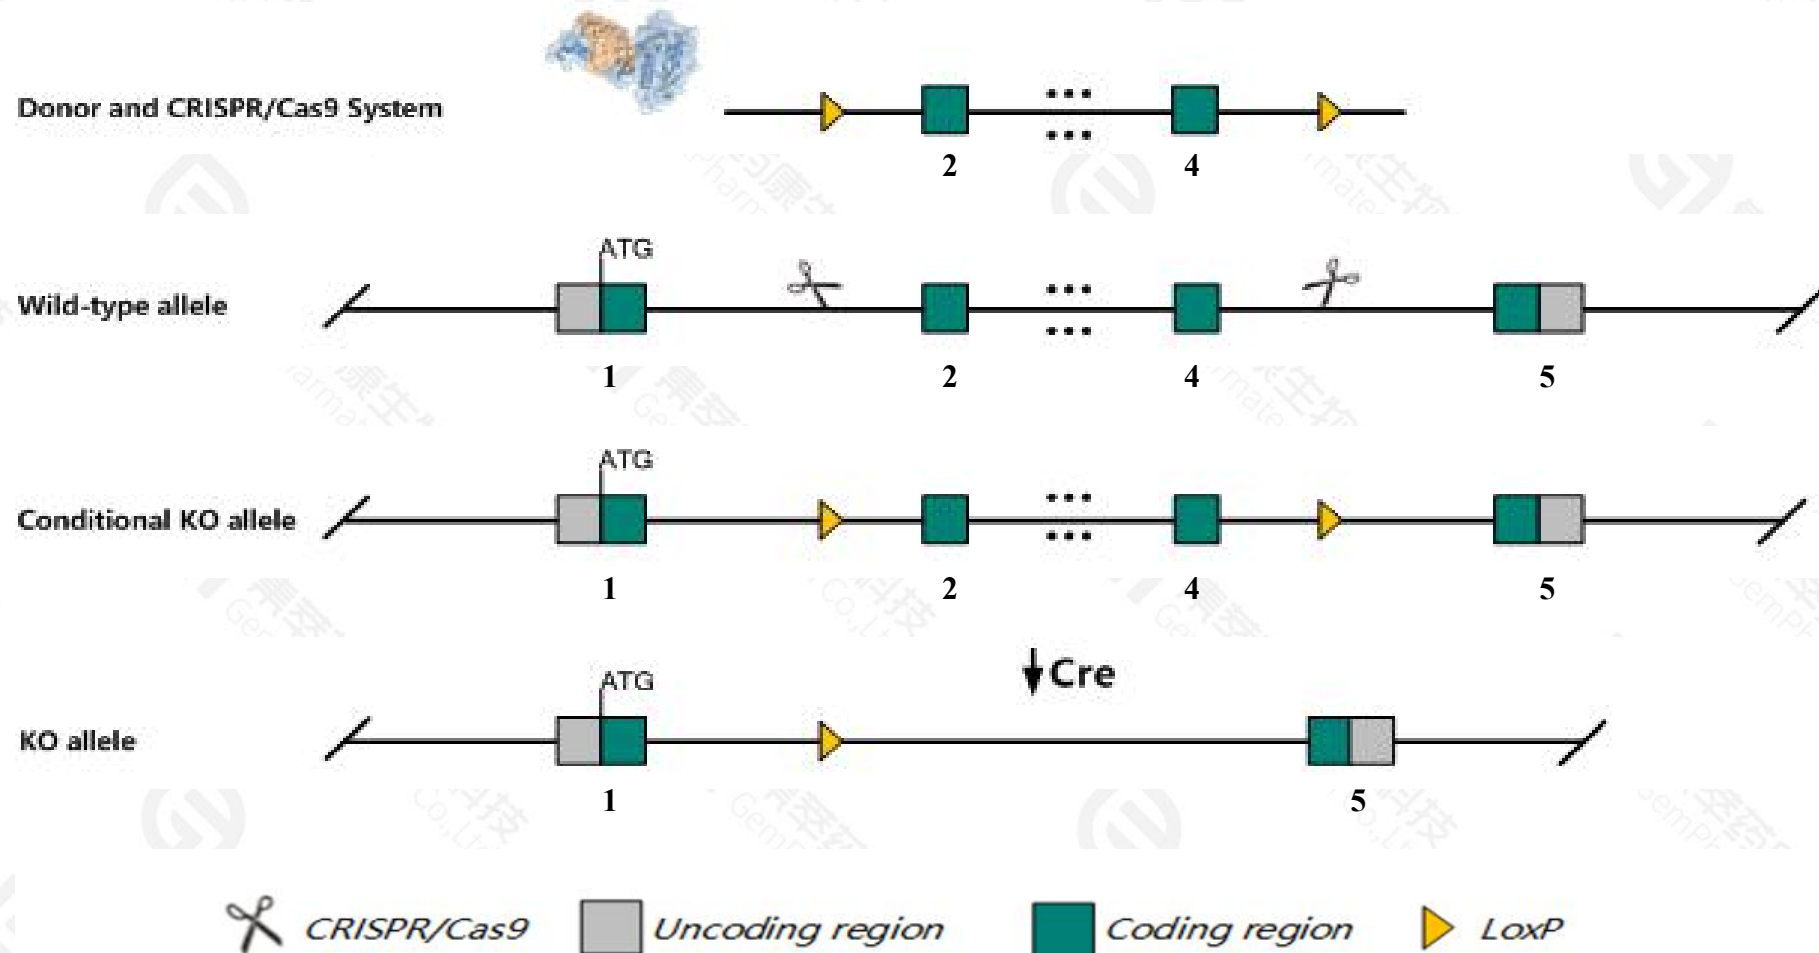 Donor and CRISPR/Cas9 System
2 4
ATG
Wild-type allele
1 2 4 5
ATG
Conditional KO allele
1 2 4 5
Cre
ATG
KO allele
1 5
CRISPR/Cas9 Uncoding region Coding region LoxP